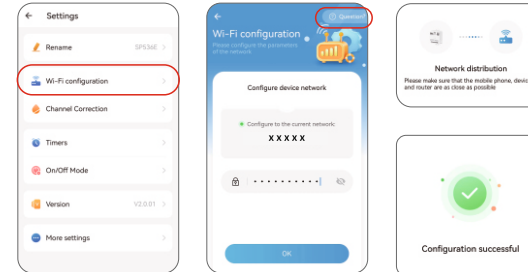 Settings
Rename
SPS36E
Wi-Fi configuration
Channel Correction
Timers
On/Off Mode
Version
V2.0.01
More settings
Question
Wi-Fi configuration
Please configure the parameters
of the network
Configure device network
Configure to the current network:
XXXXX
OK
Network distribution
Please make sure that the mobile phone, devic
and router are as close as possible
Configuration successful